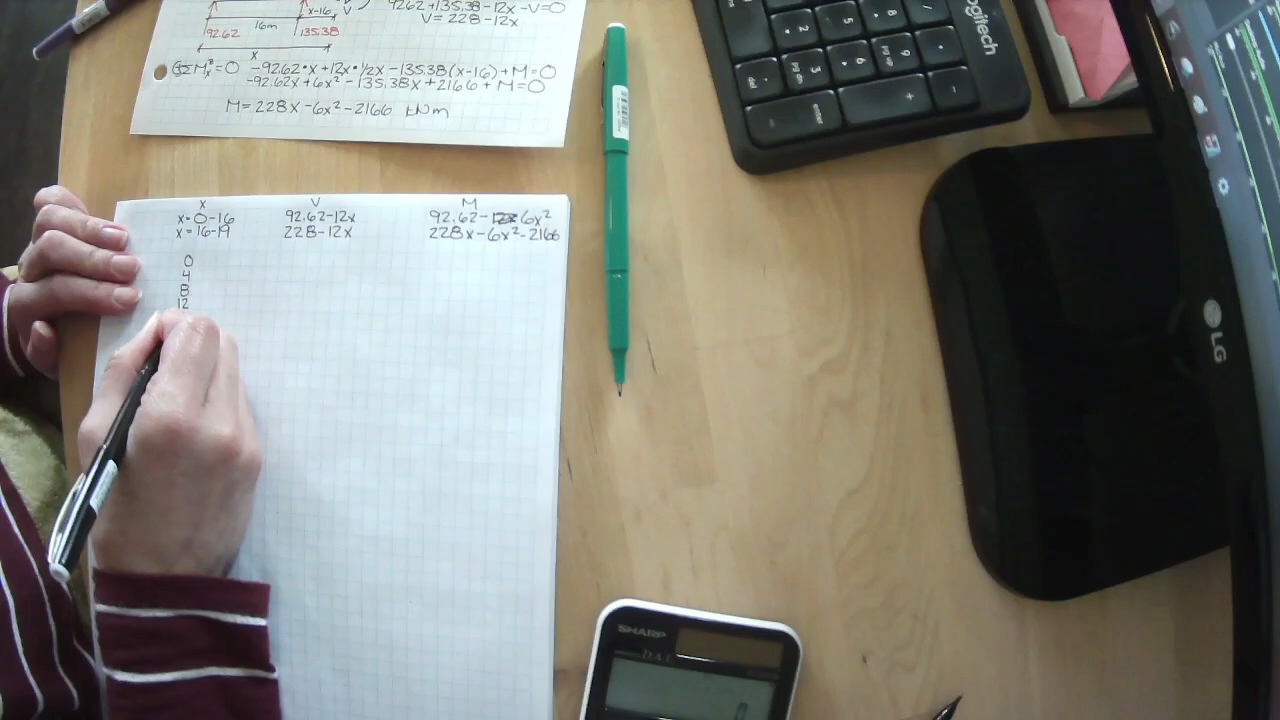 x-16 V
92.62+135.38-12x-V=0
16m
V= 228-12x
92.62 135.38
x
=0 -92.62·x+12x·½x-135.38(x-16)+M=0
-92.62x+6x²-135.38x+2166+M=0
M=228x-6x²-2166 kNm
x V M
x=0-16 92.62-12x 92.62-6x²
x=16-19 228-12x 228x-6x²-2166
0
4
8
12
logitech
LG
SHARP